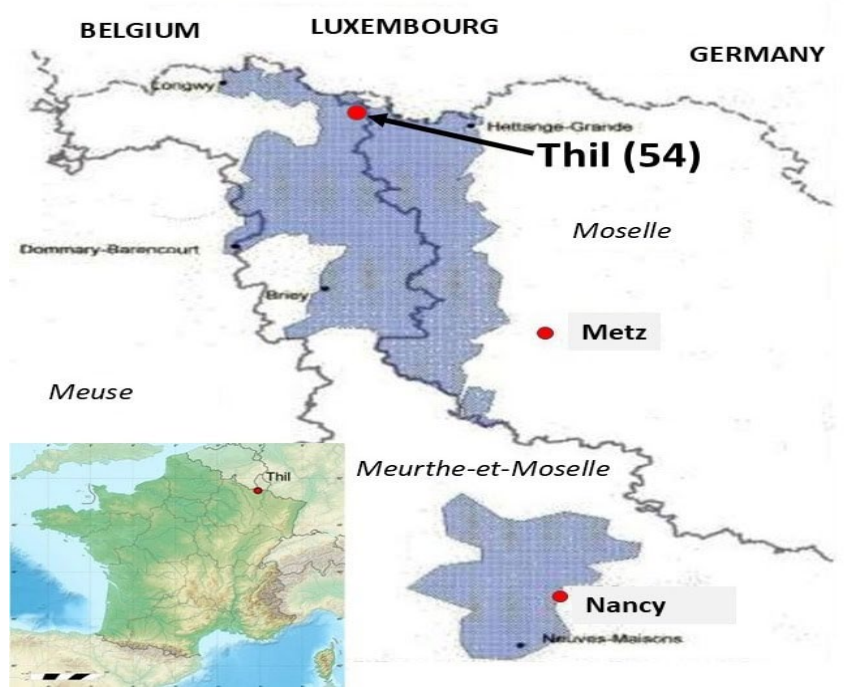 BELGIUM
LUXEMBOURG
GERMANY
Longwy
Hettange-Grande
Thil (54)
Moselle
Dommary-Barencourt
Briey
Metz
Meuse
Meurthe-et-Moselle
Thil
Nancy
Neuves-Maisons